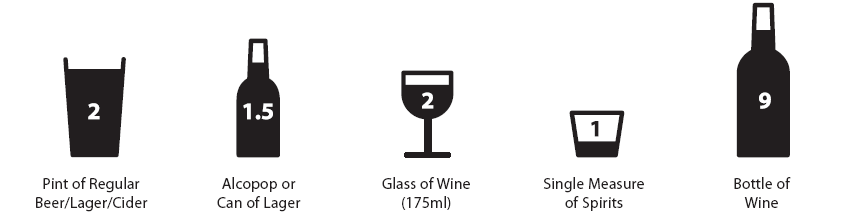 2
1.5
2
1
9
Pint of Regular
Beer/Lager/Cider
Alcopop or
Can of Lager
Glass of Wine
(175ml)
Single Measure
of Spirits
Bottle of
Wine